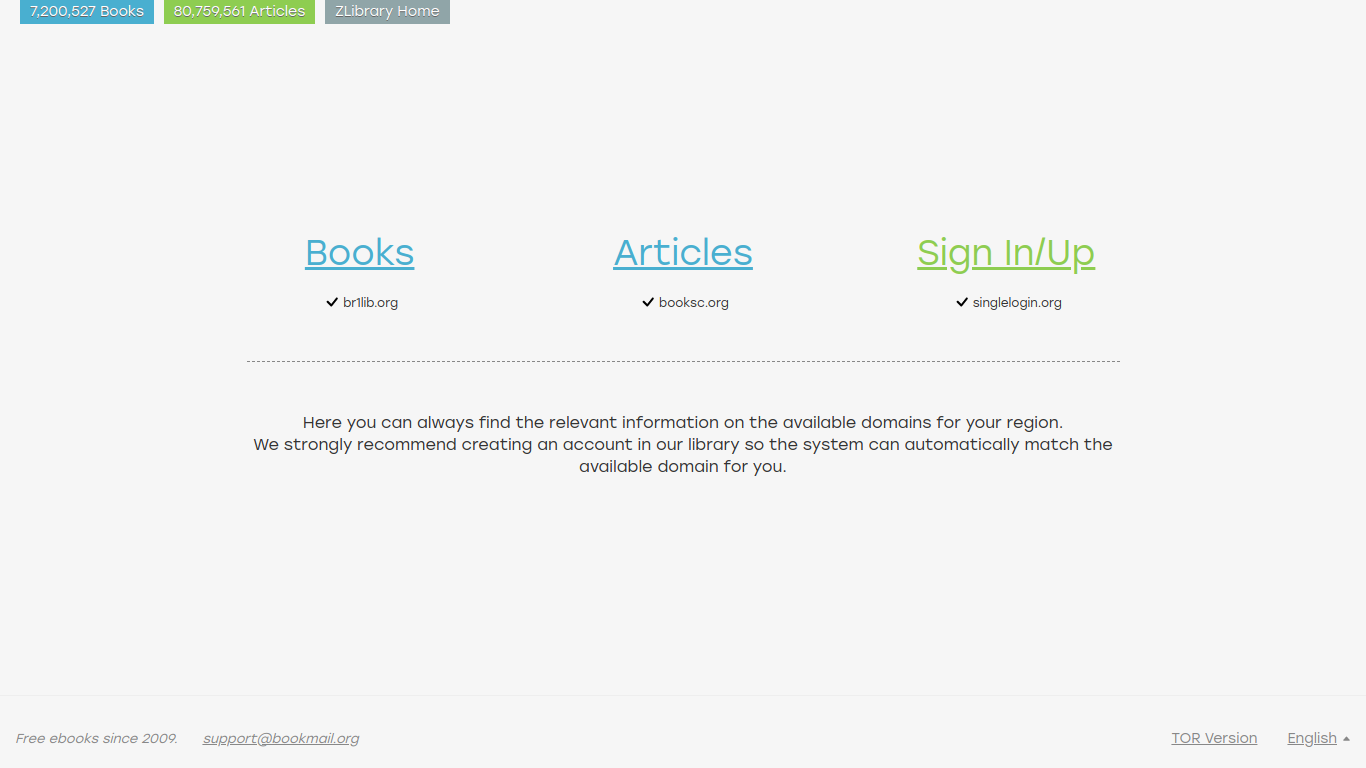 7,200,527 Books
80,759,561 Articles
ZLibrary Home
Books
Articles
Sign In/Up
br1lib.org
booksc.org
singlelogin.org
Here you can always find the relevant information on the available domains for your region.
We strongly recommend creating an account in our library so the system can automatically match the
available domain for you.
Free ebooks since 2009.
support@bookmail.org
TOR Version
English